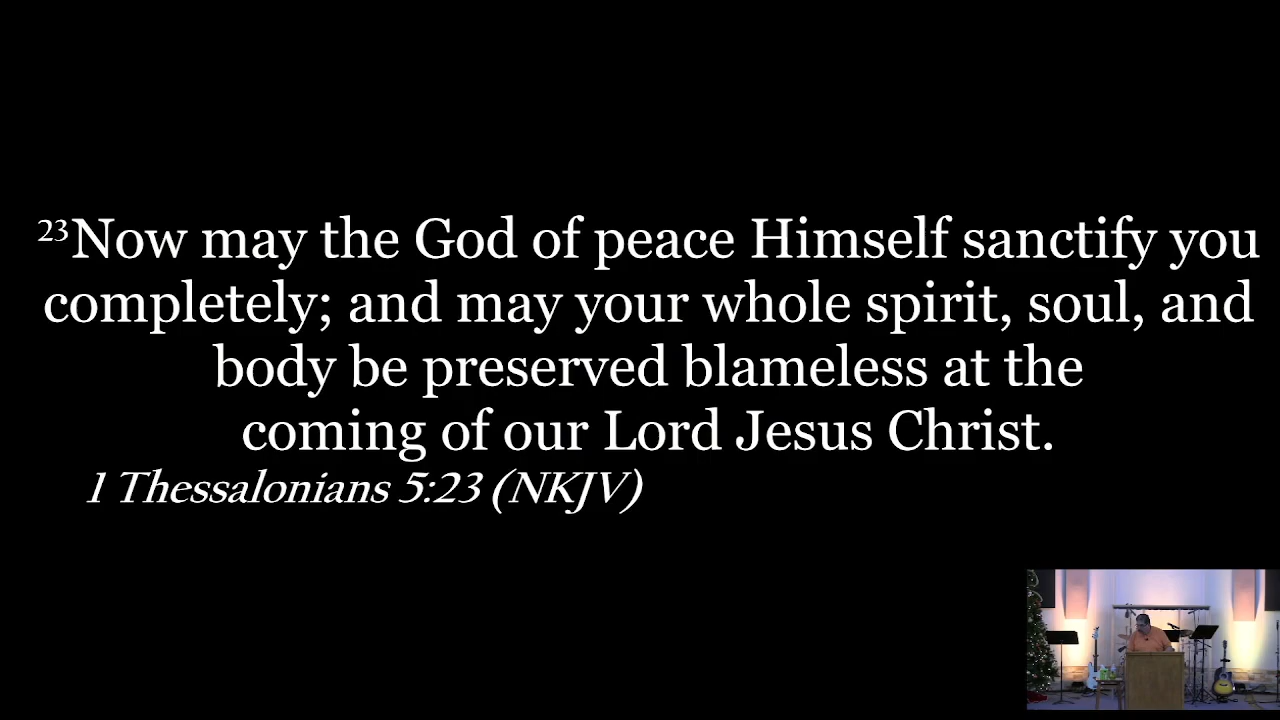 23Now may the God of peace Himself sanctify you
completely; and may your whole spirit, soul, and
body be preserved blameless at the
coming of our Lord Jesus Christ.
1 Thessalonians 5:23 (NKJV)